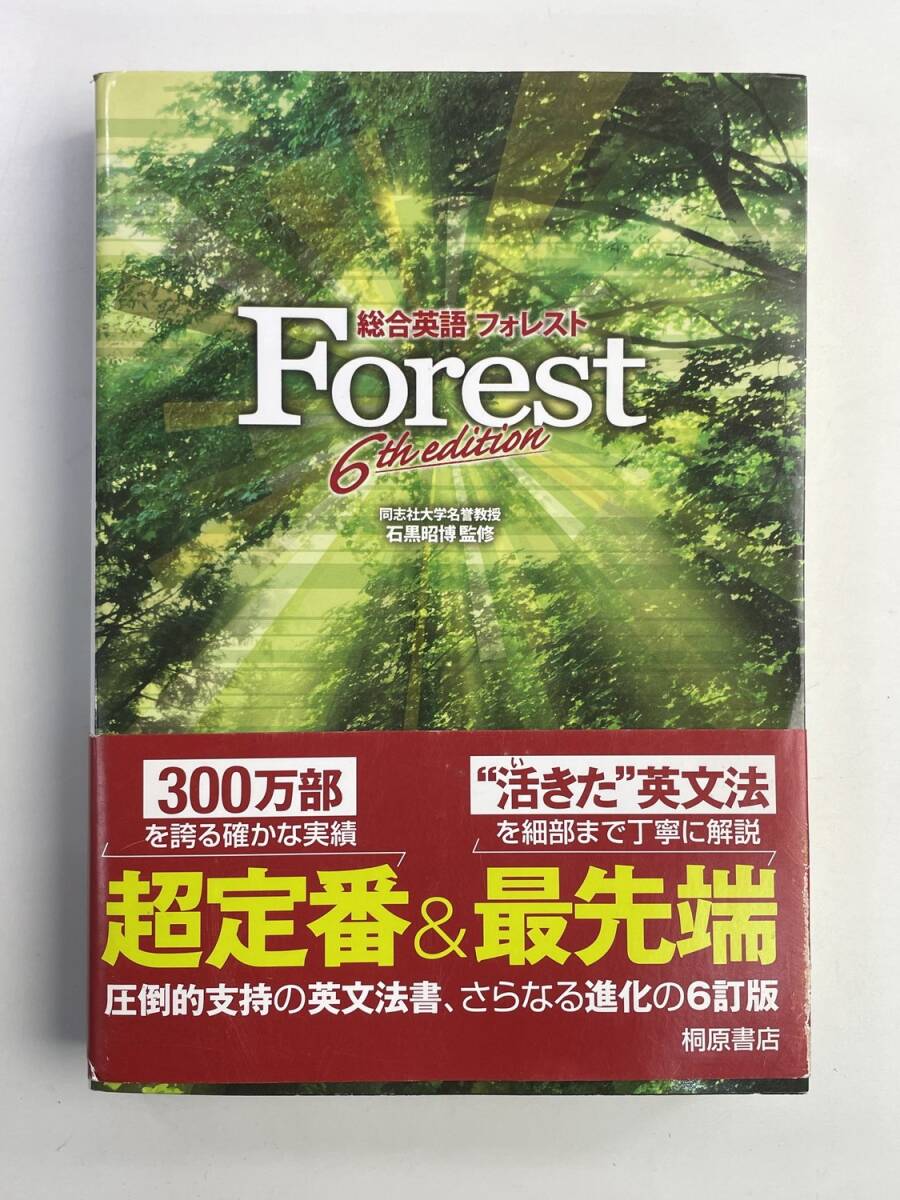 総合英語 フォレスト
Forest
6th edition
同志社大学名誉教授
石黒昭博 監修
300万部
を誇る確かな実績
“活きた”英文法
い
を細部まで丁寧に解説
超定番&最先端
圧倒的支持の英文法書、さらなる進化の6訂版
桐原書店